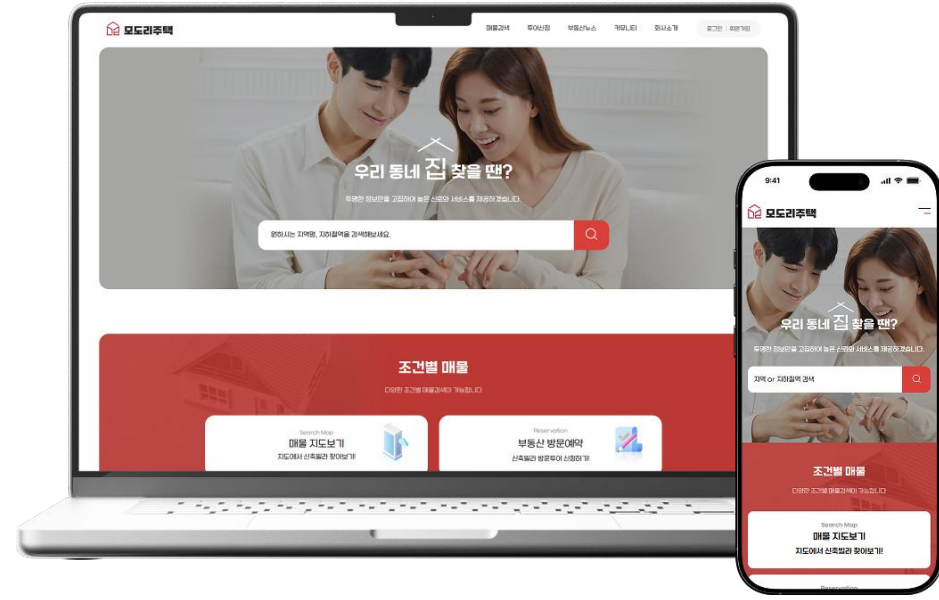 모도리주택
매물검색 투어신청 부동산뉴스 커뮤니티 회사소개 로그인 회원가입
우리 동네 집 찾을 땐?
투명한 정보만을 고집하여 높은 신뢰와 서비스를 제공하겠습니다.
원하시는 지역명, 지하철역을 검색해보세요.
조건별 매물
다양한 조건별 매물검색이 가능합니다
Search Map
매물 지도보기
지도에서 신축빌라 찾아보기!
Reservation
부동산 방문예약
신축빌라 방문투어 신청하기!
9:41
모도리주택
우리 동네 집 찾을 땐?
투명한 정보만을 고집하여 높은 신뢰와 서비스를 제공하겠습니다.
지역 or 지하철역 검색
조건별 매물
다양한 조건별 매물검색이 가능합니다
Search Map
매물 지도보기
지도에서 신축빌라 찾아보기!
Reservation